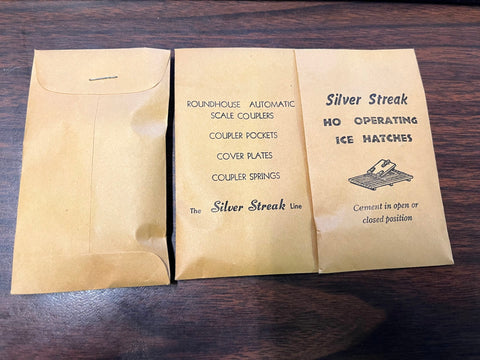 ROUNDHOUSE AUTOMATIC
SCALE COUPLERS
COUPLER POCKETS
COVER PLATES
COUPLER SPRINGS
The Silver Streak Line
Silver Streak
HO OPERATING
ICE HATCHES
Cement in open or
closed position